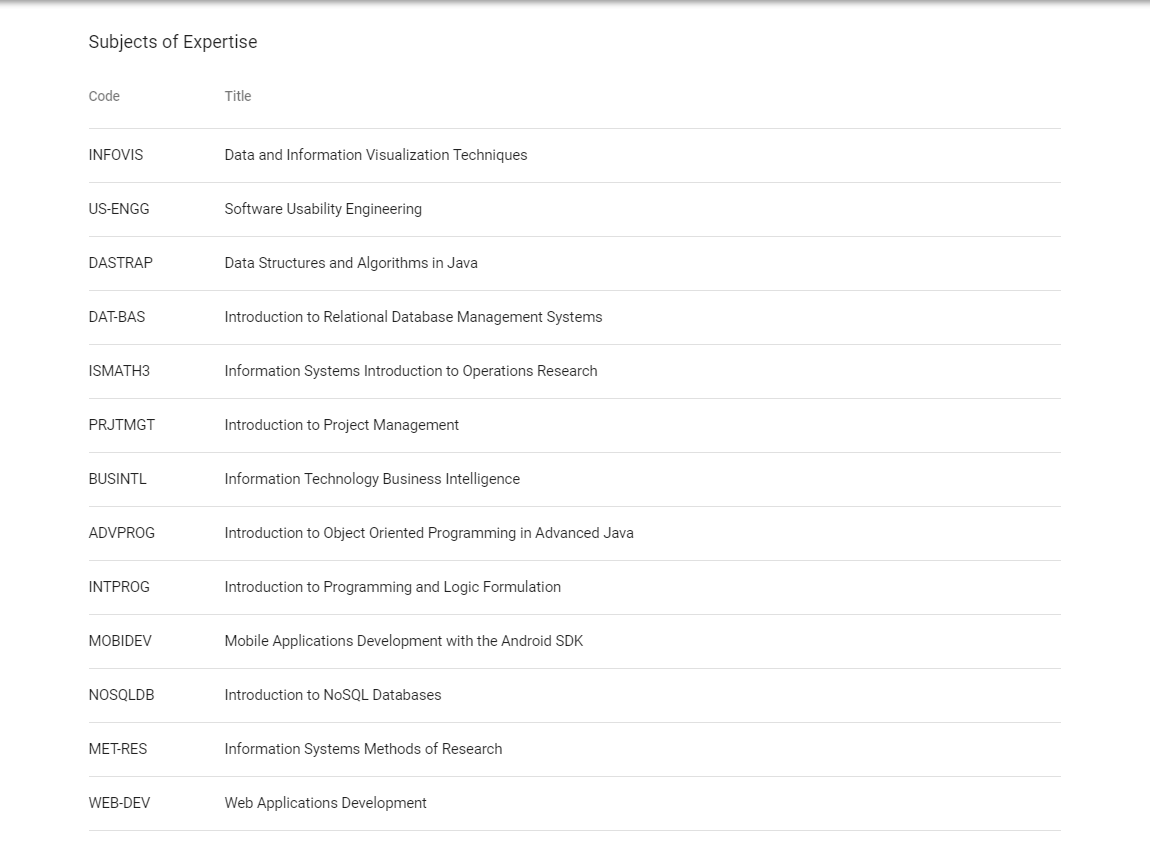 Subjects of Expertise
Code Title
INFOVIS Data and Information Visualization Techniques
US-ENGG Software Usability Engineering
DASTRAP Data Structures and Algorithms in Java
DAT-BAS Introduction to Relational Database Management Systems
ISMATH3 Information Systems Introduction to Operations Research
PRJTMGT Introduction to Project Management
BUSINTL Information Technology Business Intelligence
ADVPROG Introduction to Object Oriented Programming in Advanced Java
INTPROG Introduction to Programming and Logic Formulation
MOBIDEV Mobile Applications Development with the Android SDK
NOSQLDB Introduction to NoSQL Databases
MET-RES Information Systems Methods of Research
WEB-DEV Web Applications Development